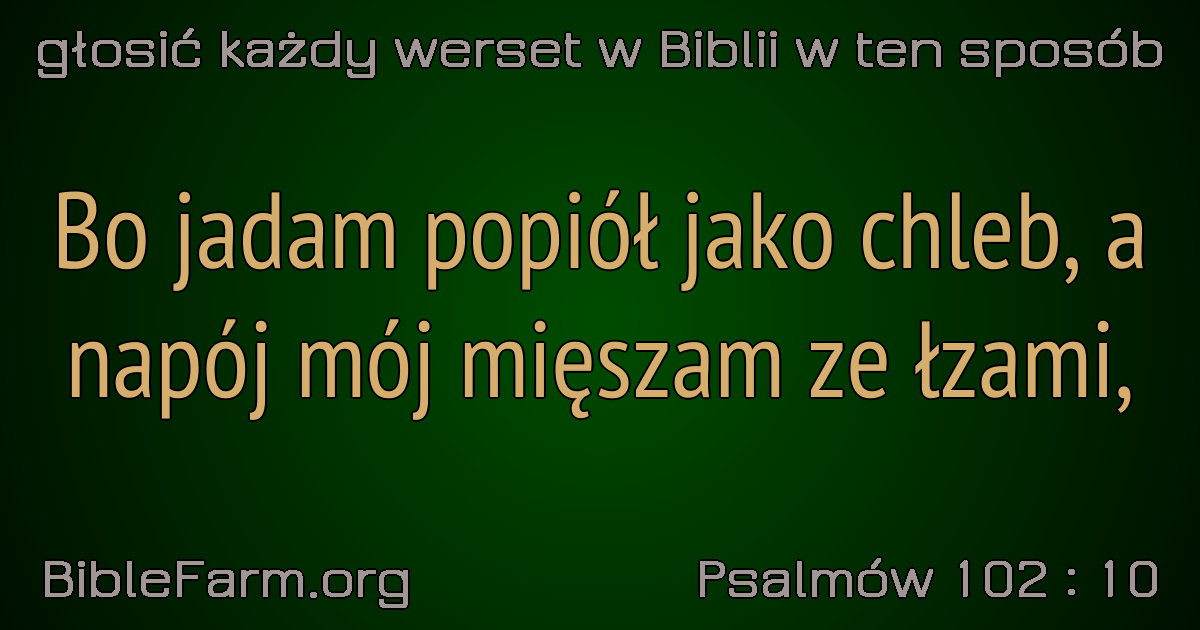 głosić każdy werset w Biblii w ten sposób
Bo jadam popiół jako chleb, a
napój mój mięszam ze łzami,
BibleFarm.org
Psalmów 102 : 10